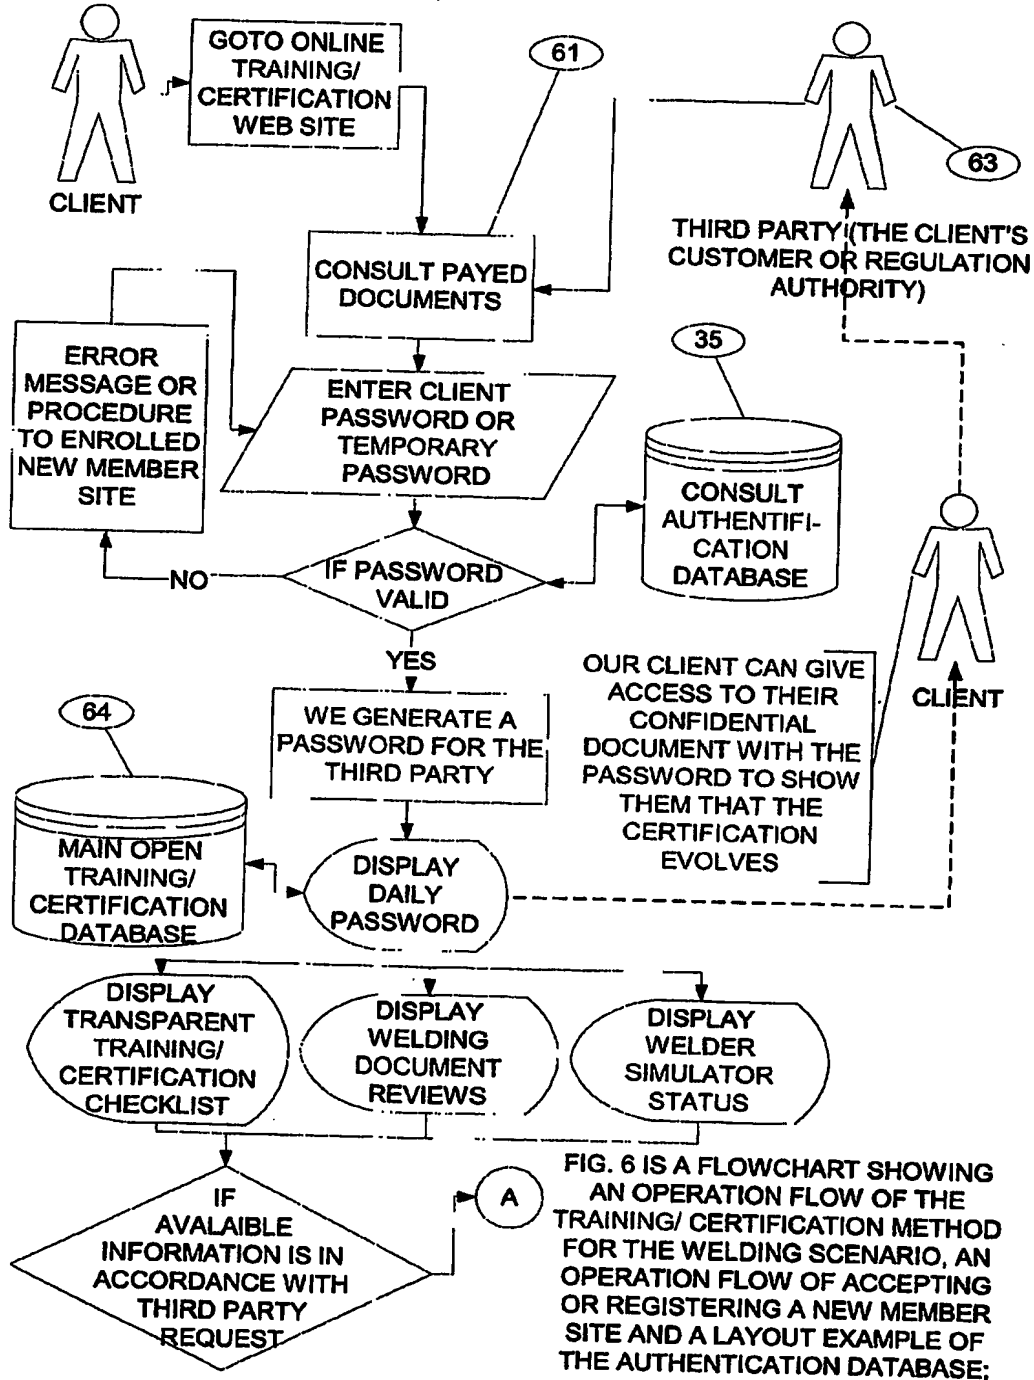 GOTO ONLINE
TRAINING/
CERTIFICATION
WEB SITE
61
63
CLIENT
THIRD PARTY (THE CLIENT'S
CUSTOMER OR REGULATION
AUTHORITY)
CONSULT PAYED
DOCUMENTS
35
ERROR
MESSAGE OR
PROCEDURE
TO ENROLLED
NEW MEMBER
SITE
ENTER CLIENT
PASSWORD OR
TEMPORARY
PASSWORD
CONSULT
AUTHENTIFI-
CATION
DATABASE
IF PASSWORD
VALID
NO
YES
CLIENT
OUR CLIENT CAN GIVE
ACCESS TO THEIR
CONFIDENTIAL
DOCUMENT WITH THE
PASSWORD TO SHOW
THEM THAT THE
CERTIFICATION
EVOLVES
64
WE GENERATE A
PASSWORD FOR THE
THIRD PARTY
MAIN OPEN
TRAINING/
CERTIFICATION
DATABASE
DISPLAY
DAILY
PASSWORD
DISPLAY
TRANSPARENT
TRAINING/
CERTIFICATION
CHECKLIST
DISPLAY
WELDING
DOCUMENT
REVIEWS
DISPLAY
WELDER
SIMULATOR
STATUS
IF
AVALAIBLE
INFORMATION IS IN
ACCORDANCE WITH
THIRD PARTY
REQUEST
A
FIG. 6 IS A FLOWCHART SHOWING
AN OPERATION FLOW OF THE
TRAINING/ CERTIFICATION METHOD
FOR THE WELDING SCENARIO, AN
OPERATION FLOW OF ACCEPTING
OR REGISTERING A NEW MEMBER
SITE AND A LAYOUT EXAMPLE OF
THE AUTHENTICATION DATABASE;